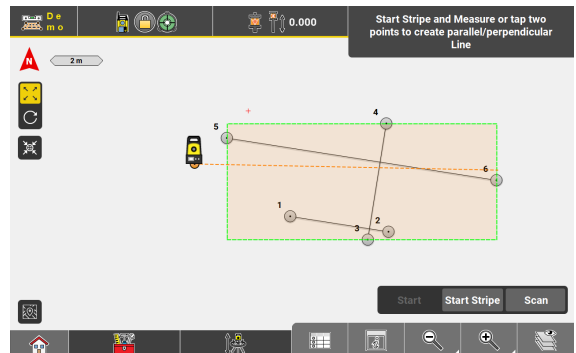 De
mo
0.000
Start Stripe and Measure or tap two
points to create parallel/perpendicular
Line
N
2 m
4
5
6
1
2
3
Start
Start Stripe
Scan